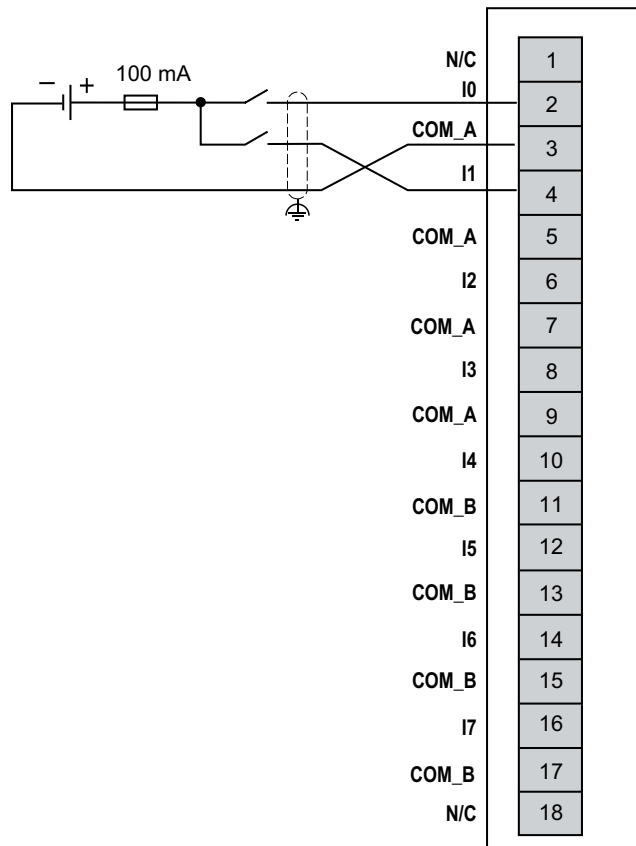 N/C 1
− + 100 mA I0 2
COM_A 3
I1 4
COM_A 5
I2 6
COM_A 7
I3 8
COM_A 9
I4 10
COM_B 11
I5 12
COM_B 13
I6 14
COM_B 15
I7 16
COM_B 17
N/C 18